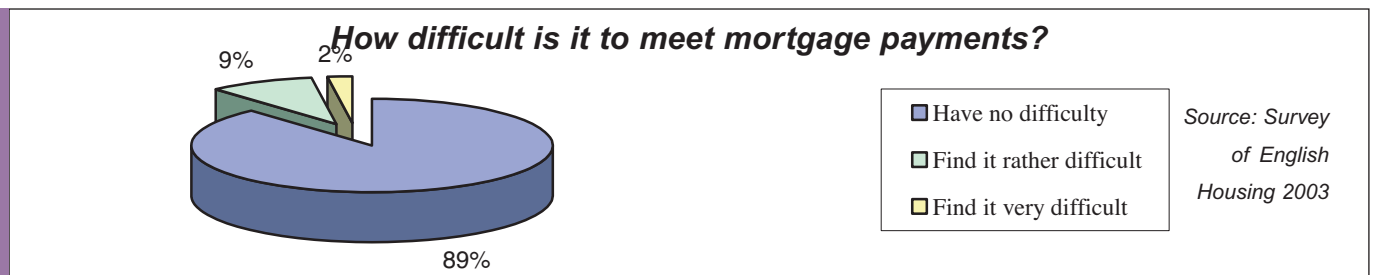 How difficult is it to meet mortgage payments?
9%
2%
89%
Have no difficulty
Find it rather difficult
Find it very difficult
Source: Survey
of English
Housing 2003